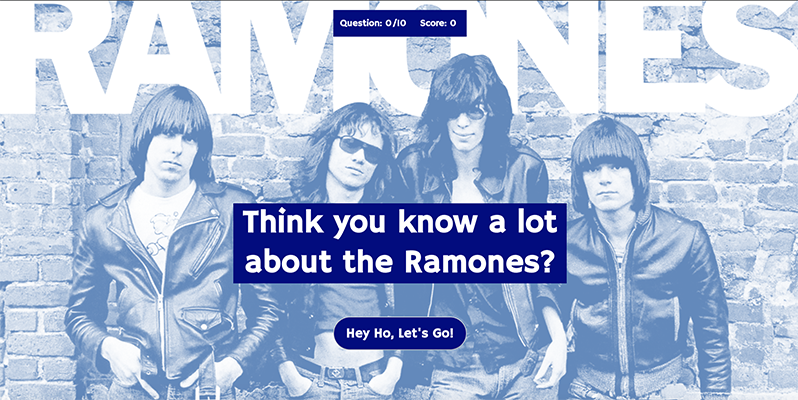 RAMONES
Question: 0/10 Score: 0
Think you know a lot
about the Ramones?
Hey Ho, Let's Go!